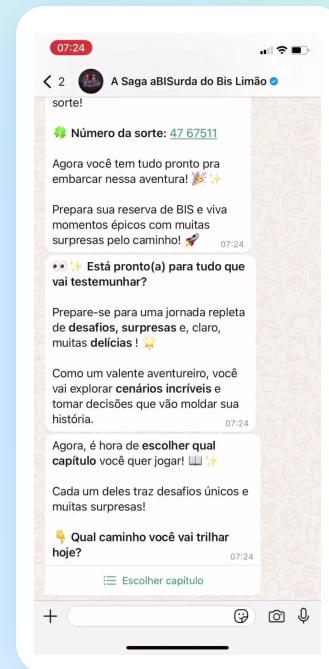 07:24
2
A Saga aBISurda do Bis Limão
sorte!
🍀 Número da sorte: 47 67511
Agora você tem tudo pronto pra
embarcar nessa aventura! 🎉✨
Prepara sua reserva de BIS e viva
momentos épicos com muitas
surpresas pelo caminho! 🚀
07:24
👀✨ Está pronto(a) para tudo que
vai testemunhar?
Prepare-se para uma jornada repleta
de desafios, surpresas e, claro,
muitas delícias ! 🌟
Como um valente aventureiro, você
vai explorar cenários incríveis e
tomar decisões que vão moldar sua
história.
07:24
Agora, é hora de escolher qual
capítulo você quer jogar! 📖✨
Cada um deles traz desafios únicos e
muitas surpresas!
👇 Qual caminho você vai trilhar
hoje?
07:24
Escolher capítulo